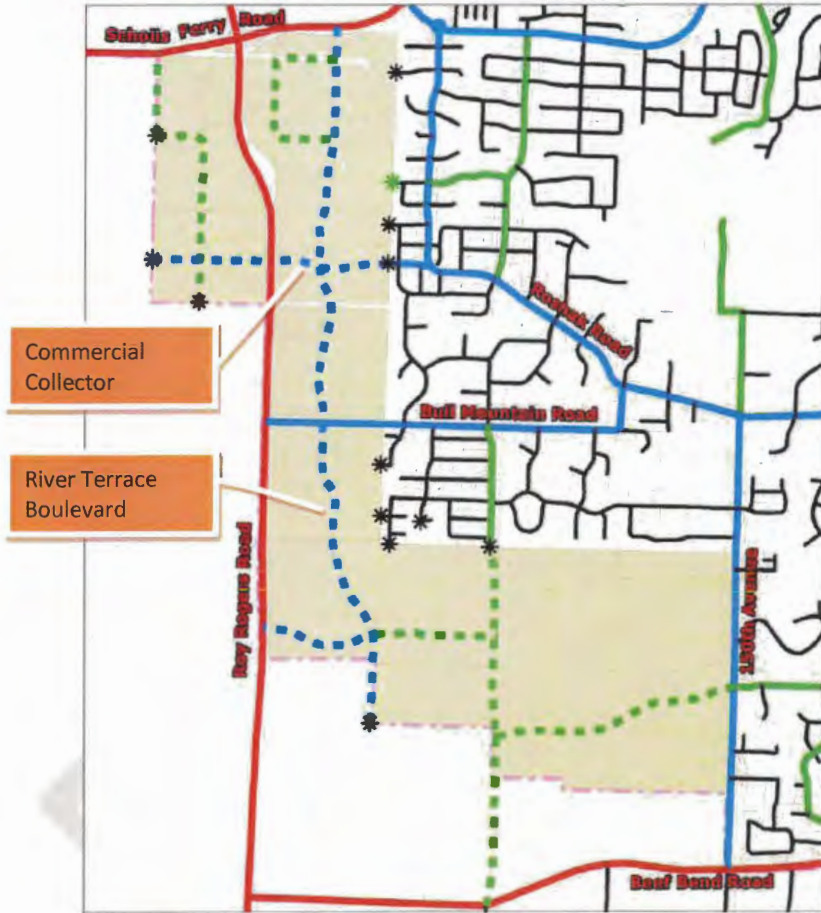 Scholls Ferry Road
Commercial
Collector
Roshak Road
Bull Mountain Road
River Terrace
Boulevard
Roy Rogers Road
150th Avenue
Beef Bend Road